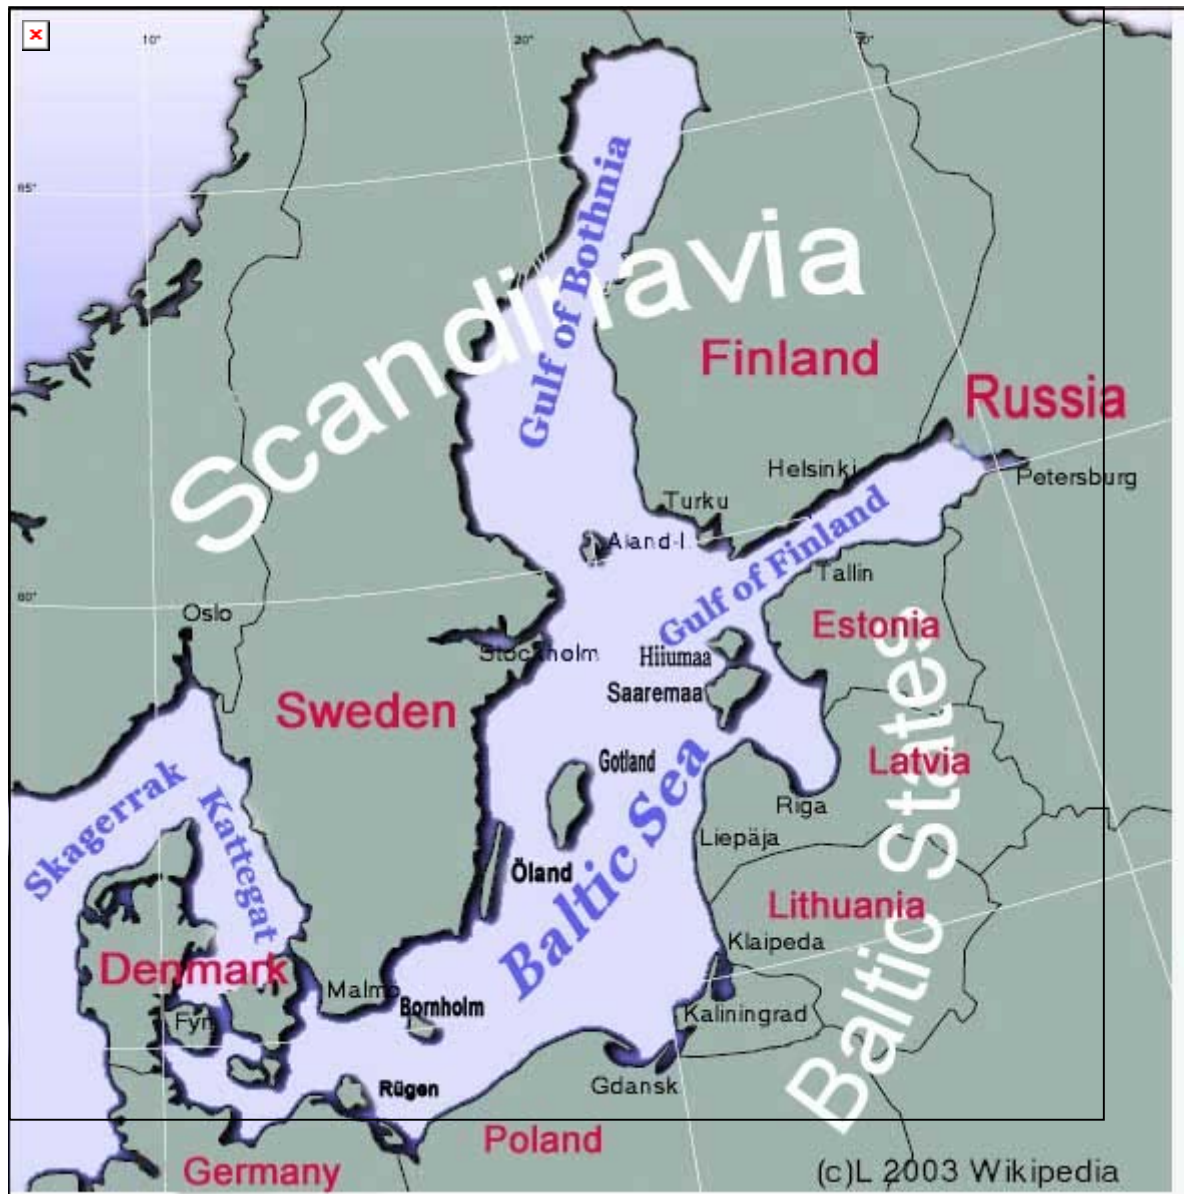 10°
20°
30°
65°
Gulf of Bothnia
Scandinavia
Finland
Russia
Helsinki
Petersburg
Turku
Gulf of Finland
Aland-I.
Tallin
60°
Oslo
Estonia
Stockholm
Hiiumaa
Saaremaa
Sweden
Gotland
Baltic Sea
Latvia
Skagerrak
Kattegat
Riga
Liepäja
Öland
Baltic States
Lithuania
Klaipeda
Denmark
Malmo
Bornholm
Kaliningrad
Fyn
Gdansk
Rügen
Poland
Germany
(c)L 2003 Wikipedia